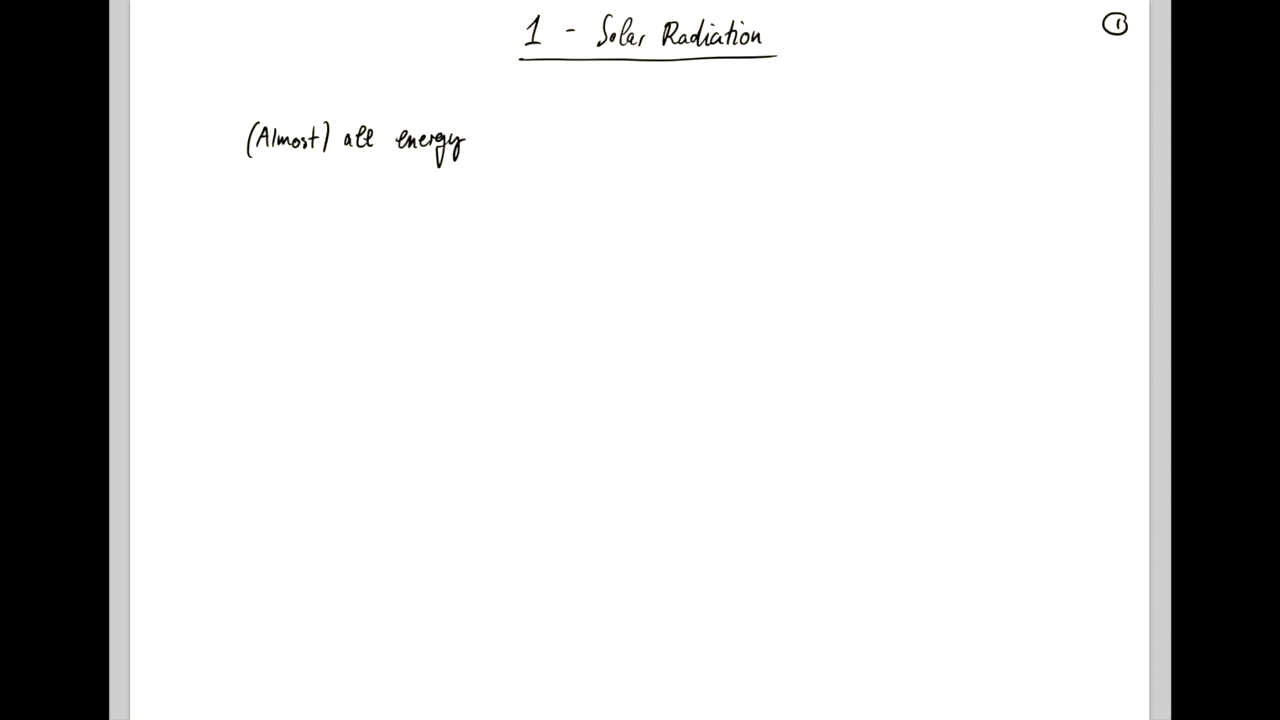 1 - Solar Radiation
①
(Almost) all energy